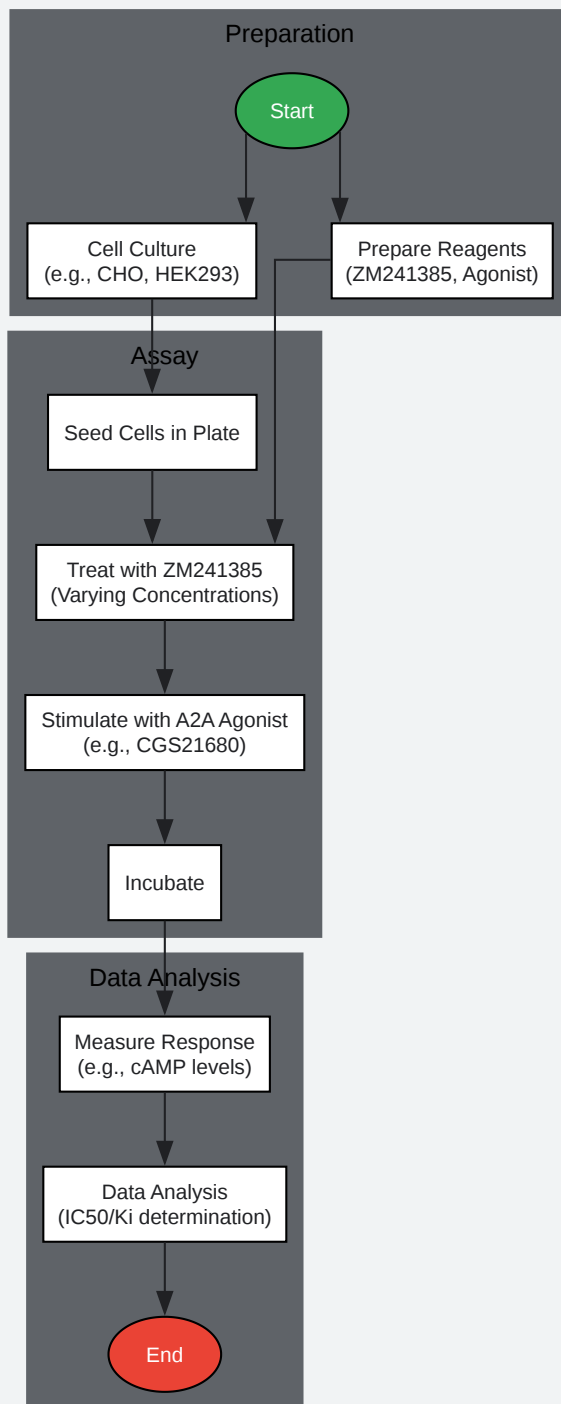 Preparation
Start
Cell Culture
(e.g., CHO, HEK293)
Prepare Reagents
(ZM241385, Agonist)
Assay
Seed Cells in Plate
Treat with ZM241385
(Varying Concentrations)
Stimulate with A2A Agonist
(e.g., CGS21680)
Incubate
Data Analysis
Measure Response
(e.g., cAMP levels)
Data Analysis
(IC50/Ki determination)
End